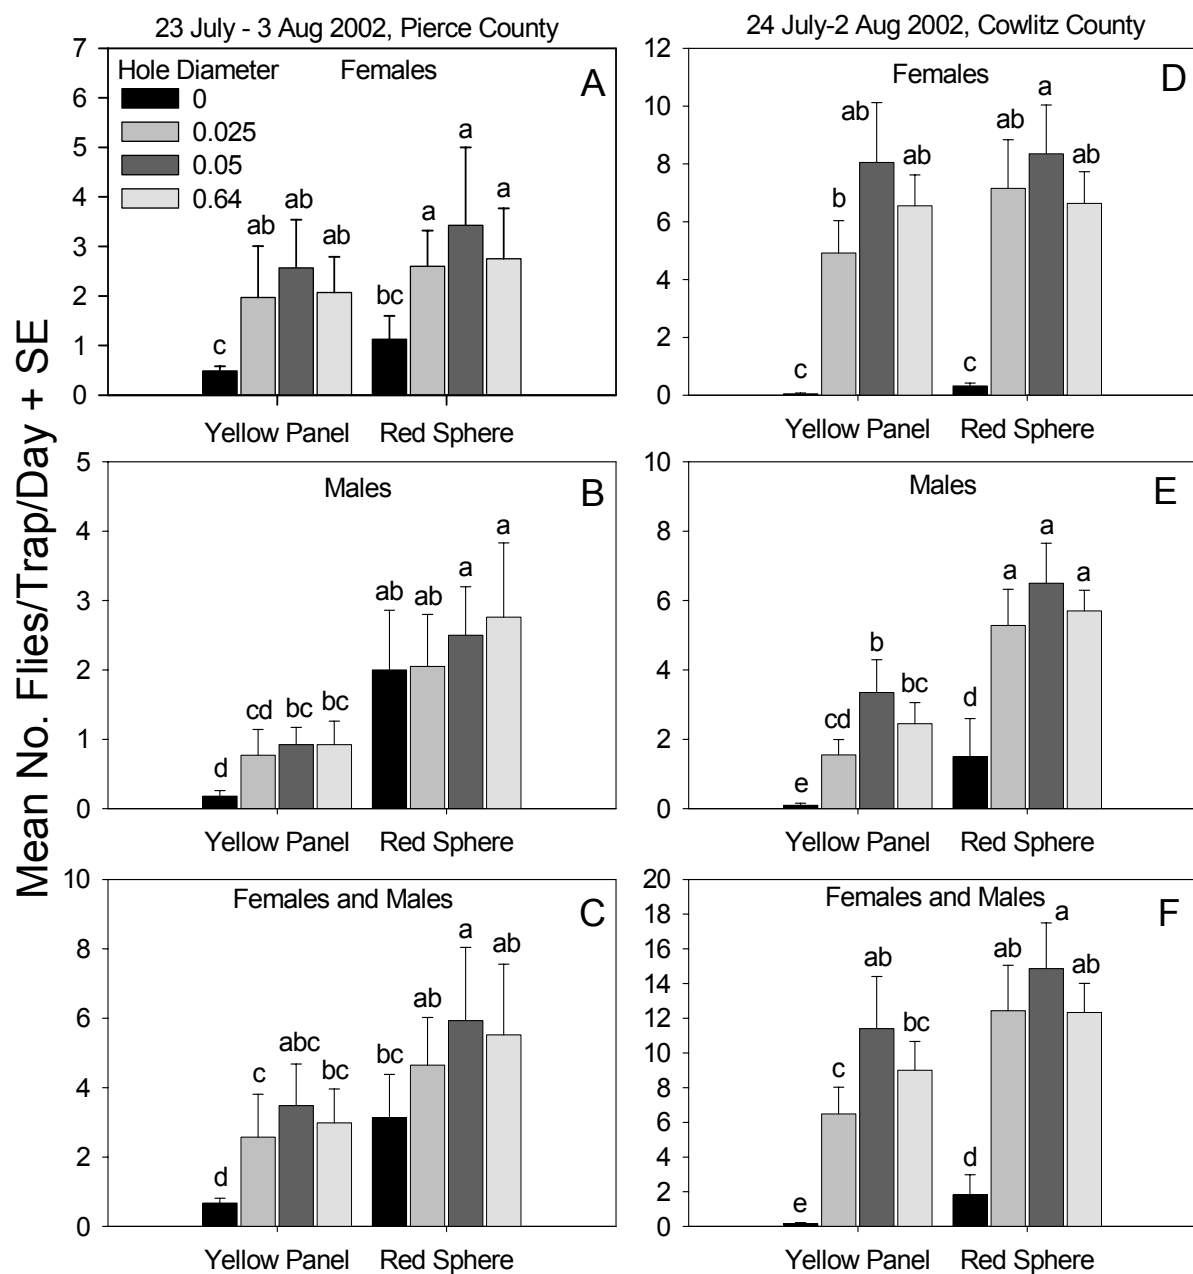 23 July - 3 Aug 2002, Pierce County
24 July-2 Aug 2002, Cowlitz County
Mean No. Flies/Trap/Day + SE
7
6
5
4
3
2
1
0
Hole Diameter
0
0.025
0.05
0.64
Females
A
c
ab
ab
ab
bc
a
a
a
Yellow Panel
Red Sphere
12
10
8
6
4
2
0
Females
D
c
b
ab
ab
c
ab
a
ab
Yellow Panel
Red Sphere
5
4
3
2
1
0
Males
B
d
cd
bc
bc
ab
ab
a
a
Yellow Panel
Red Sphere
10
8
6
4
2
0
Males
E
e
cd
b
bc
d
a
a
a
Yellow Panel
Red Sphere
10
8
6
4
2
0
Females and Males
C
d
c
abc
bc
bc
ab
a
ab
Yellow Panel
Red Sphere
20
18
16
14
12
10
8
6
4
2
0
Females and Males
F
e
c
ab
bc
d
ab
a
ab
Yellow Panel
Red Sphere